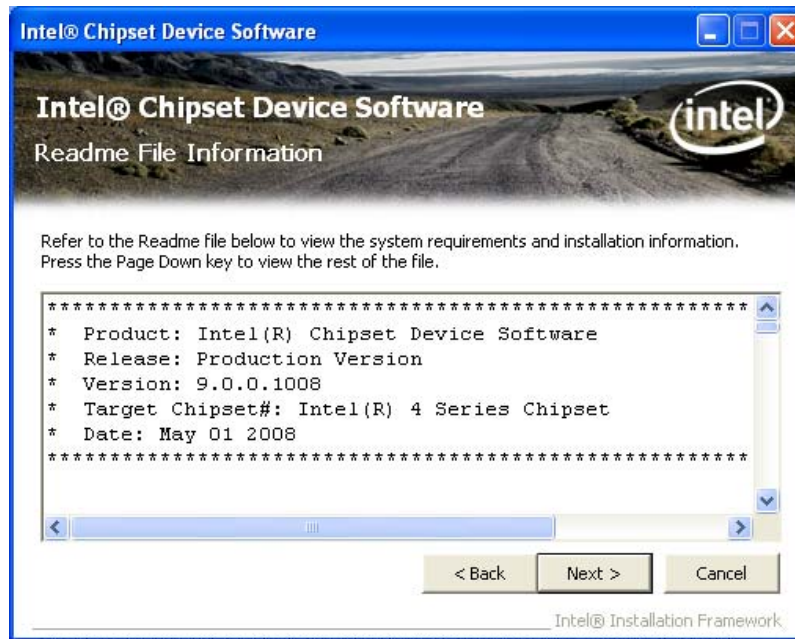 Intel® Chipset Device Software
Intel® Chipset Device Software
intel
Readme File Information
Refer to the Readme file below to view the system requirements and installation information.
Press the Page Down key to view the rest of the file.
********************************************************
* Product: Intel(R) Chipset Device Software
* Release: Production Version
* Version: 9.0.0.1008
* Target Chipset#: Intel(R) 4 Series Chipset
* Date: May 01 2008
********************************************************
< Back
Next >
Cancel
Intel® Installation Framework